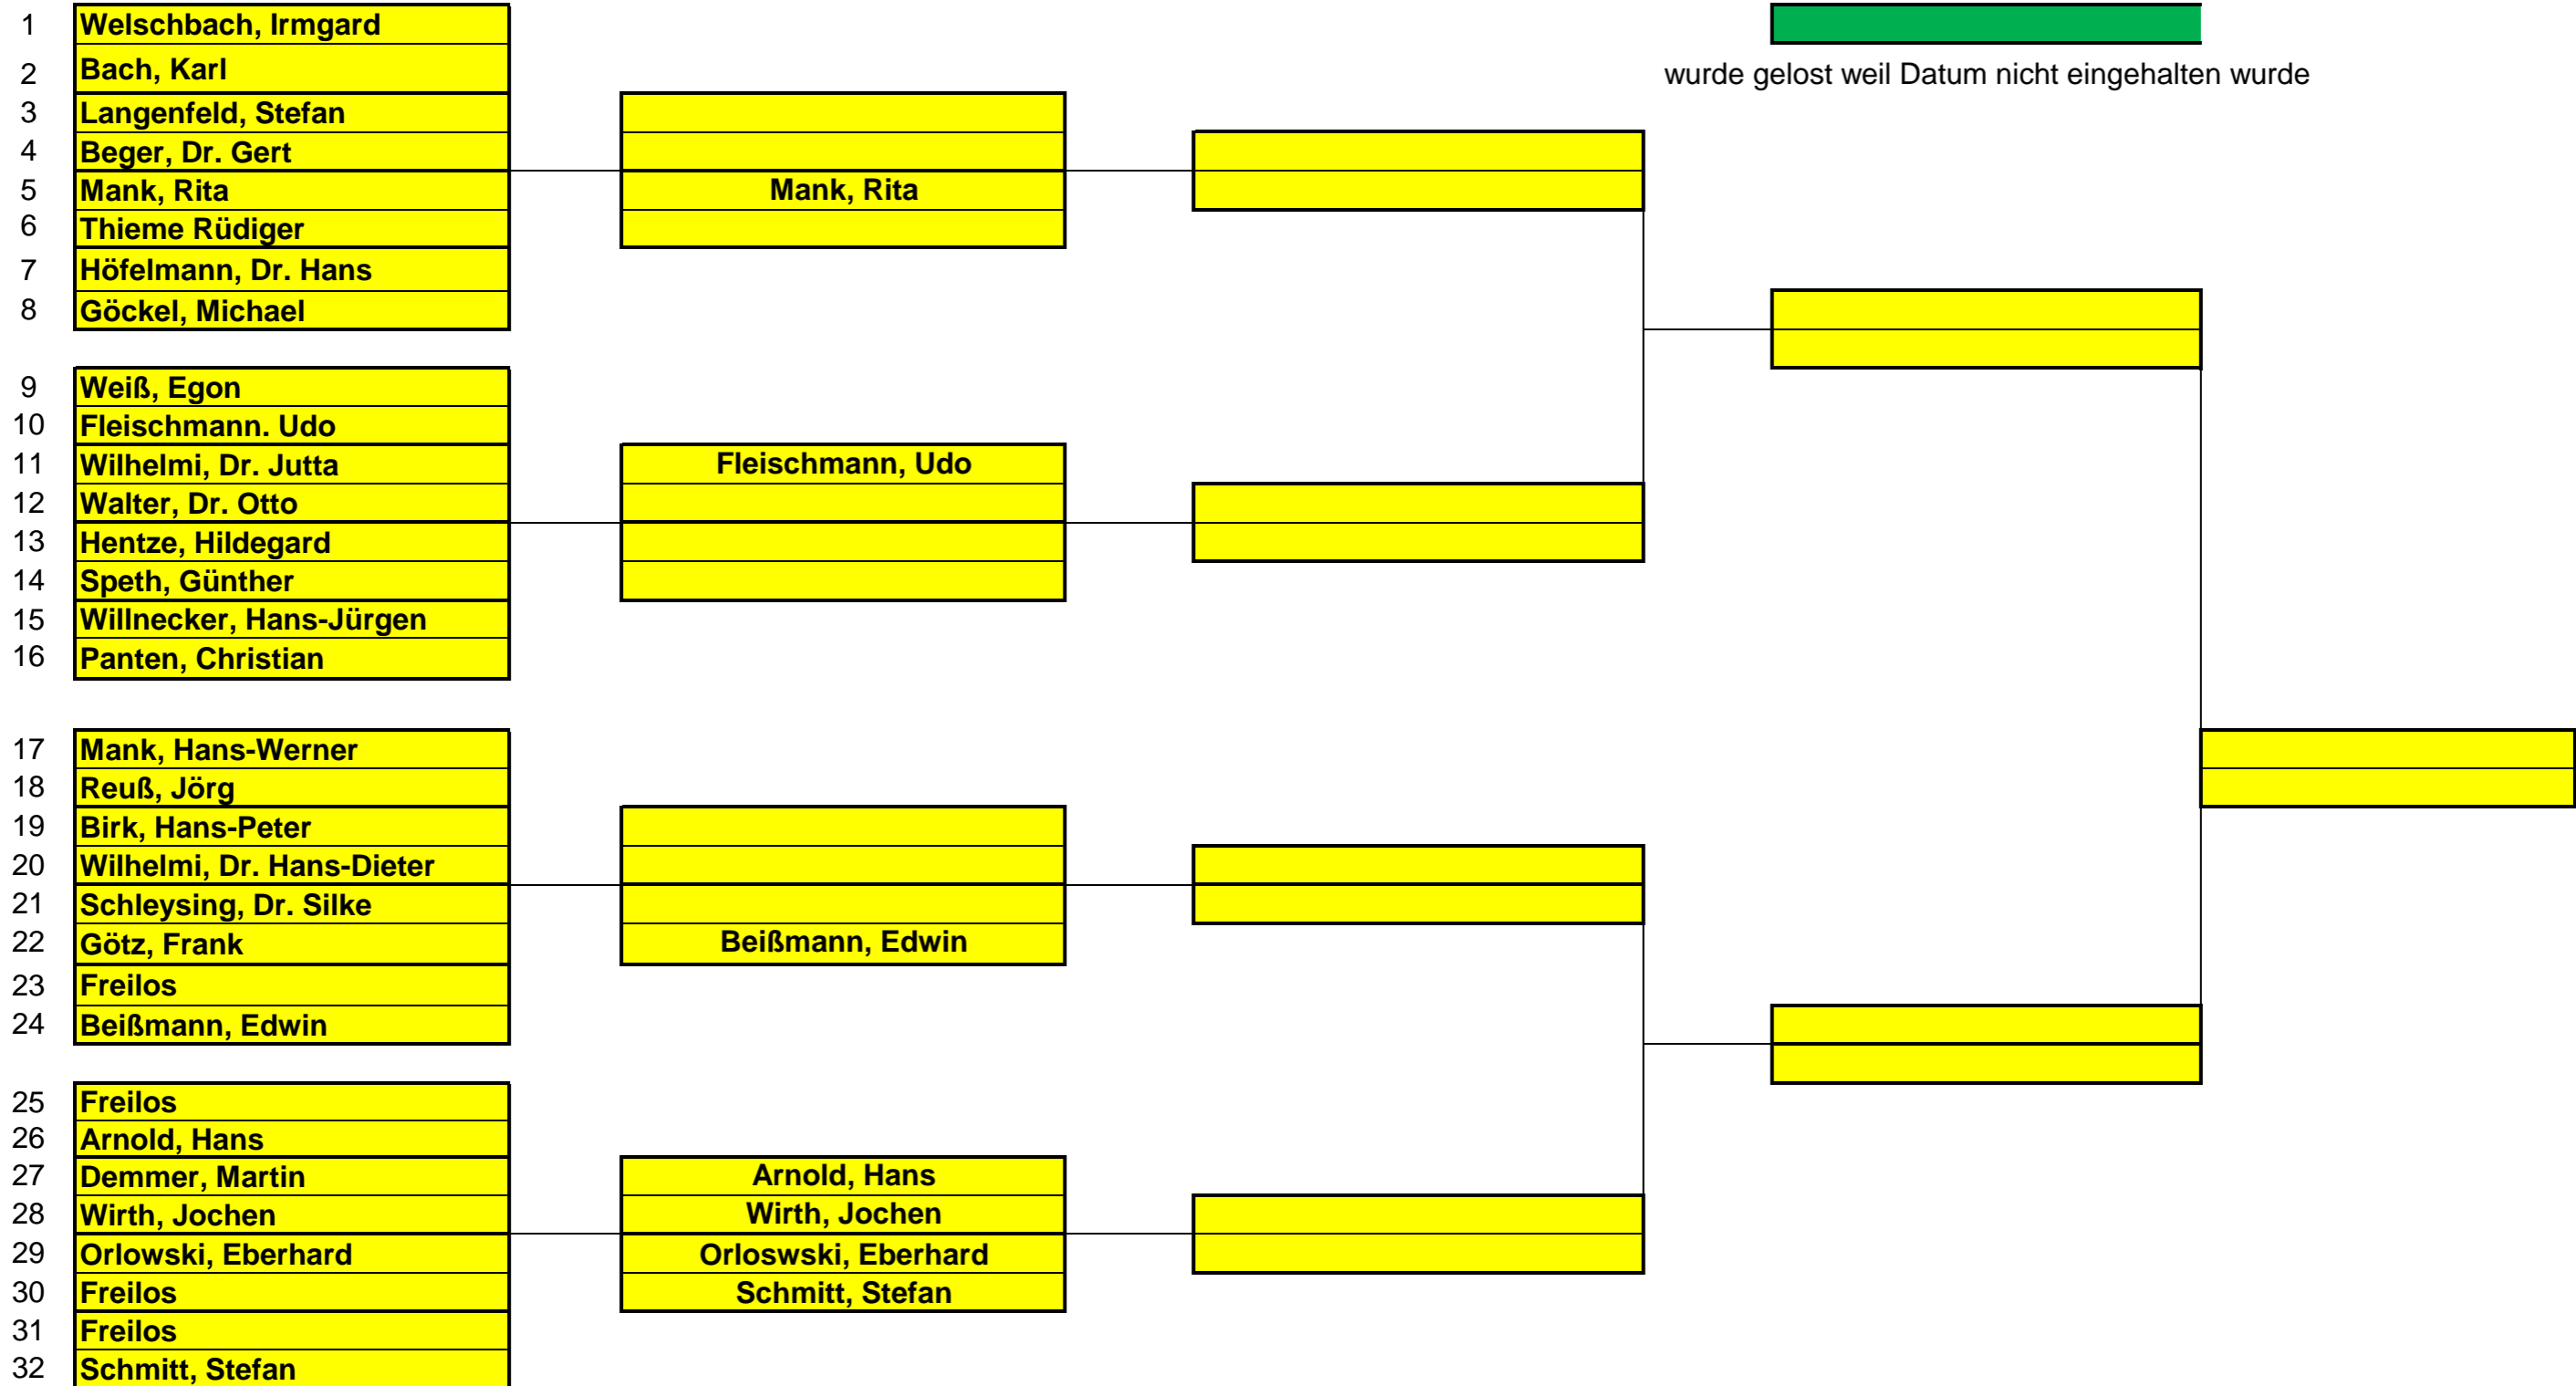 1 Welschbach, Irmgard
2 Bach, Karl wurde gelost weil Datum nicht eingehalten wurde
3 Langenfeld, Stefan
4 Beger, Dr. Gert
5 Mank, Rita Mank, Rita
6 Thieme Rüdiger
7 Höfelmann, Dr. Hans
8 Göckel, Michael
9 Weiß, Egon
10 Fleischmann. Udo
11 Wilhelmi, Dr. Jutta Fleischmann, Udo
12 Walter, Dr. Otto
13 Hentze, Hildegard
14 Speth, Günther
15 Willnecker, Hans-Jürgen
16 Panten, Christian
17 Mank, Hans-Werner
18 Reuß, Jörg
19 Birk, Hans-Peter
20 Wilhelmi, Dr. Hans-Dieter
21 Schleysing, Dr. Silke
22 Götz, Frank Beißmann, Edwin
23 Freilos
24 Beißmann, Edwin
25 Freilos
26 Arnold, Hans
27 Demmer, Martin Arnold, Hans
28 Wirth, Jochen Wirth, Jochen
29 Orlowski, Eberhard Orloswski, Eberhard
30 Freilos Schmitt, Stefan
31 Freilos
32 Schmitt, Stefan